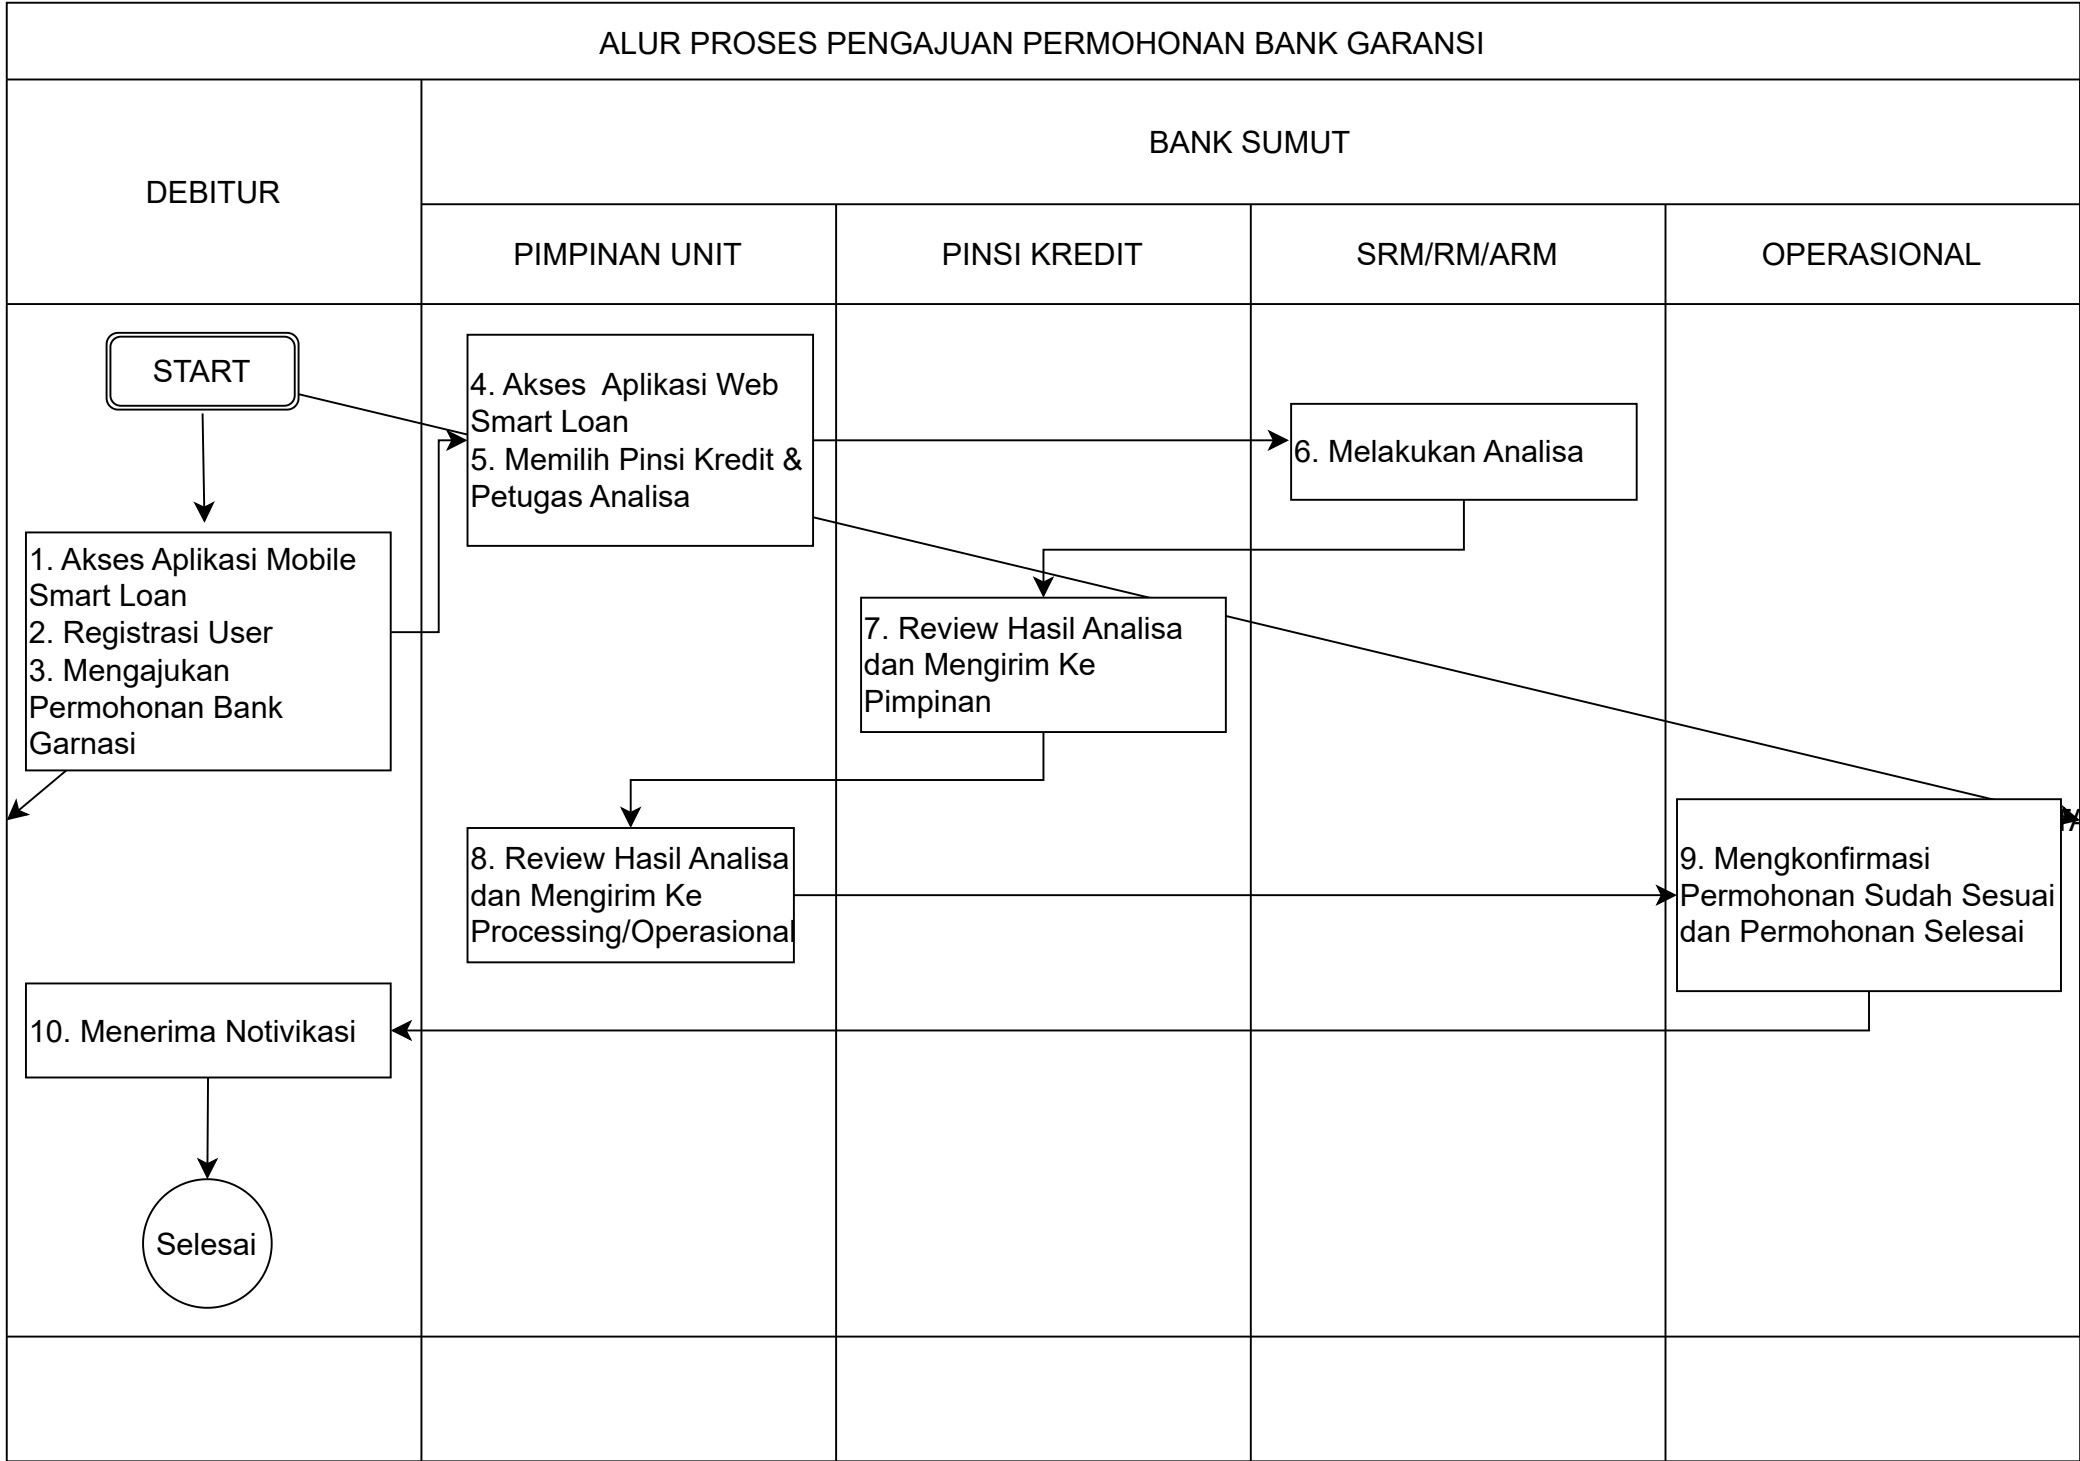 ALUR PROSES PENGAJUAN PERMOHONAN BANK GARANSI
DEBITUR
BANK SUMUT
PIMPINAN UNIT
PINSI KREDIT
SRM/RM/ARM
OPERASIONAL
START
4. Akses  Aplikasi Web
Smart Loan
5. Memilih Pinsi Kredit &
Petugas Analisa
6. Melakukan Analisa
1. Akses Aplikasi Mobile
Smart Loan
2. Registrasi User
3. Mengajukan
Permohonan Bank
Garnasi
7. Review Hasil Analisa
dan Mengirim Ke
Pimpinan
8. Review Hasil Analisa
dan Mengirim Ke
Processing/Operasional
9. Mengkonfirmasi
Permohonan Sudah Sesuai
dan Permohonan Selesai
10. Menerima Notivikasi
Selesai